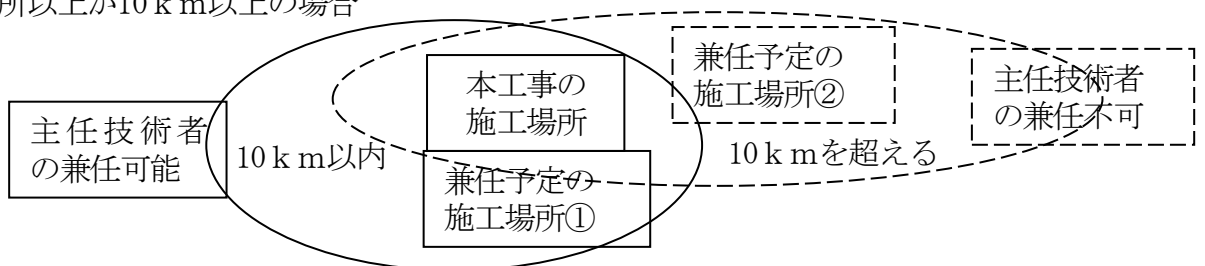 所以上が10ｋｍ以上の場合
主任技術者
の兼任可能
10ｋｍ以内
本工事の
施工場所
兼任予定の
施工場所①
兼任予定の
施工場所②
10ｋｍを超える
主任技術者
の兼任不可